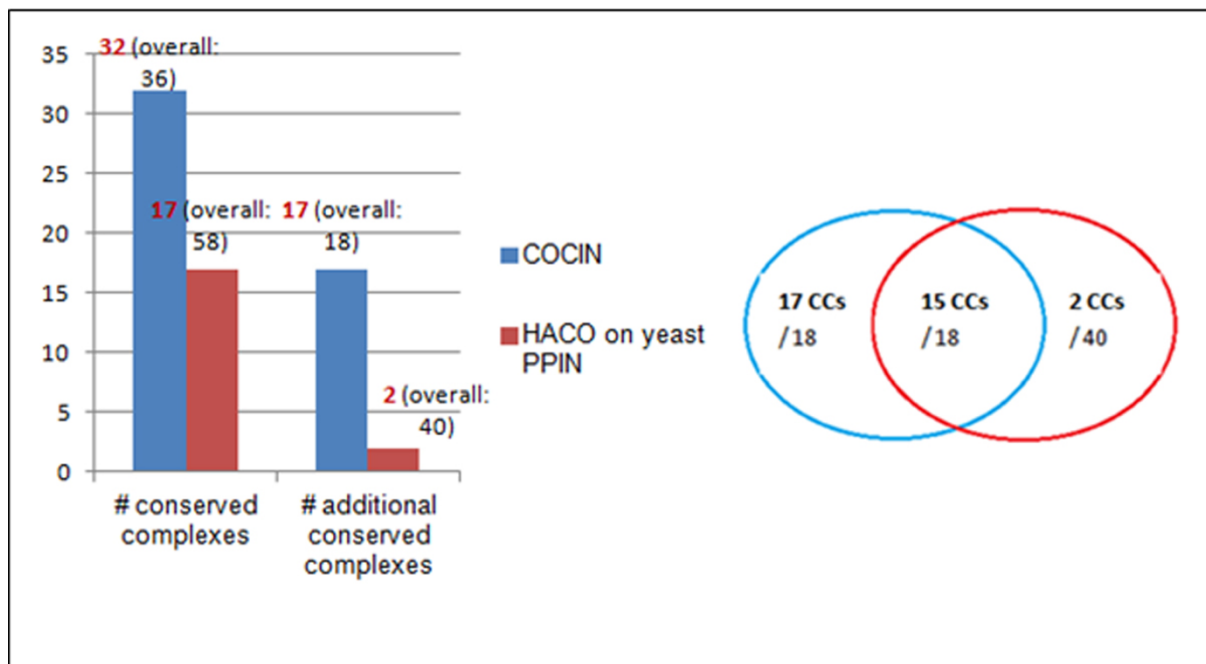 32 (overall:
36)
35
30
25
20
15
10
5
0
17 (overall:
58)
17 (overall:
18)
2 (overall:
40)
# conserved
complexes
# additional
conserved
complexes
COCIN
HACO on yeast
PPIN
17 CCs
/18
15 CCs
/18
2 CCs
/40